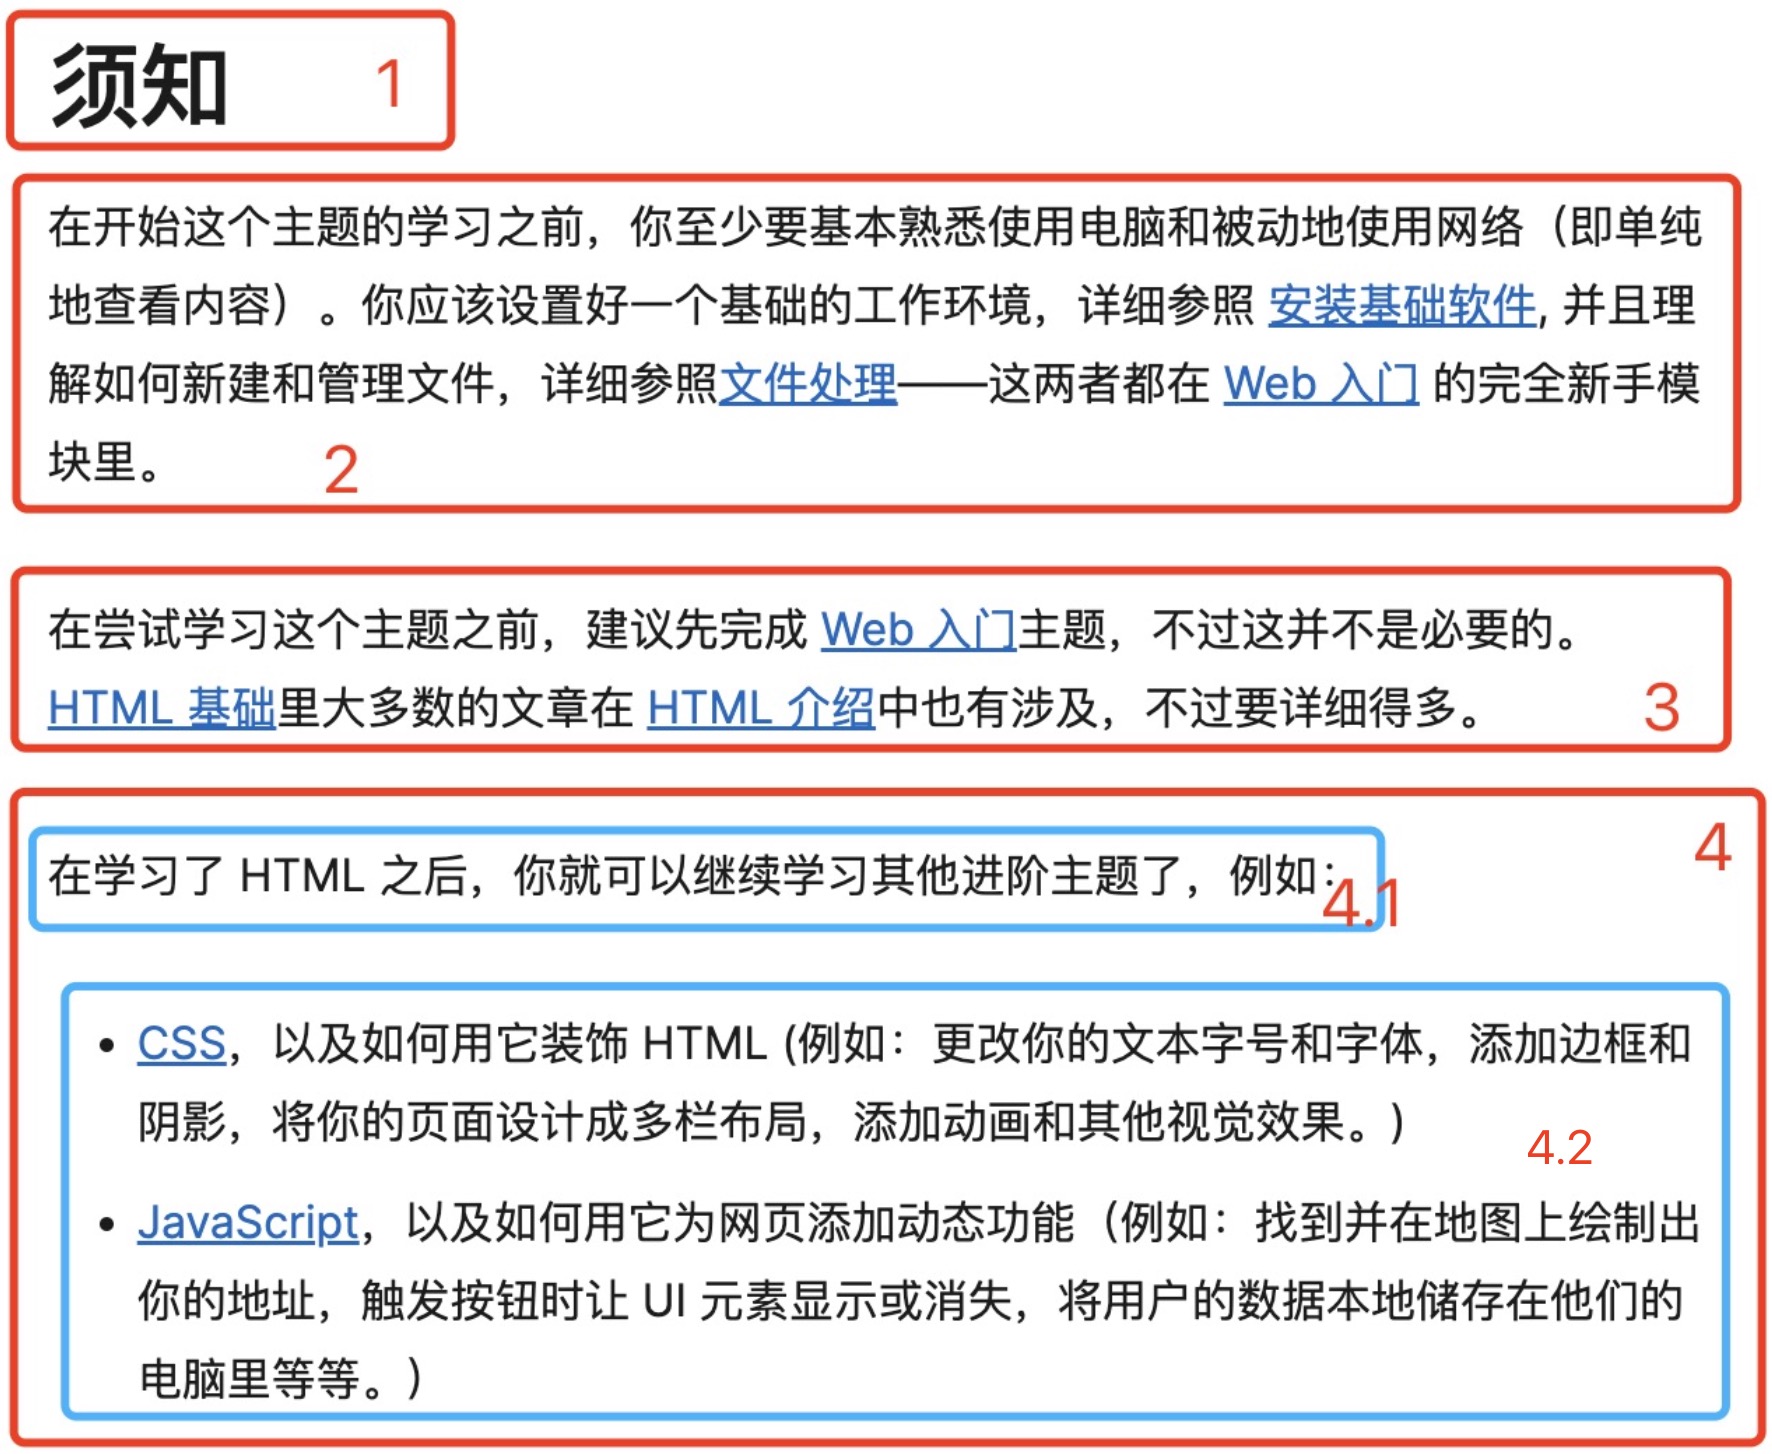 须知
1
在开始这个主题的学习之前，你至少要基本熟悉使用电脑和被动地使用网络（即单纯
地查看内容）。你应该设置好一个基础的工作环境，详细参照 安装基础软件, 并且理
解如何新建和管理文件，详细参照文件处理——这两者都在 Web 入门 的完全新手模
块里。
2
在尝试学习这个主题之前，建议先完成 Web 入门主题，不过这并不是必要的。
HTML 基础里大多数的文章在 HTML 介绍中也有涉及，不过要详细得多。
3
4
在学习了 HTML 之后，你就可以继续学习其他进阶主题了，例如：
4.1
• CSS，以及如何用它装饰 HTML (例如：更改你的文本字号和字体，添加边框和
阴影，将你的页面设计成多栏布局，添加动画和其他视觉效果。)
4.2
• JavaScript，以及如何用它为网页添加动态功能（例如：找到并在地图上绘制出
你的地址，触发按钮时让 UI 元素显示或消失，将用户的数据本地储存在他们的
电脑里等等。）